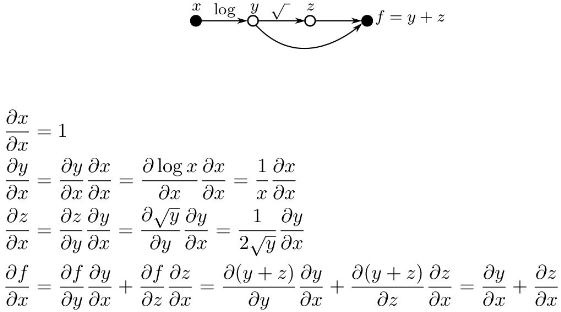 x log y √ z f = y + z
∂x/∂x = 1
∂y/∂x = ∂y/∂x ∂x/∂x = ∂ log x/∂x ∂x/∂x = 1/x ∂x/∂x
∂z/∂x = ∂z/∂y ∂y/∂x = ∂√y/∂y ∂y/∂x = 1/2√y ∂y/∂x
∂f/∂x = ∂f/∂y ∂y/∂x + ∂f/∂z ∂z/∂x = ∂(y + z)/∂y ∂y/∂x + ∂(y + z)/∂z ∂z/∂x = ∂y/∂x + ∂z/∂x